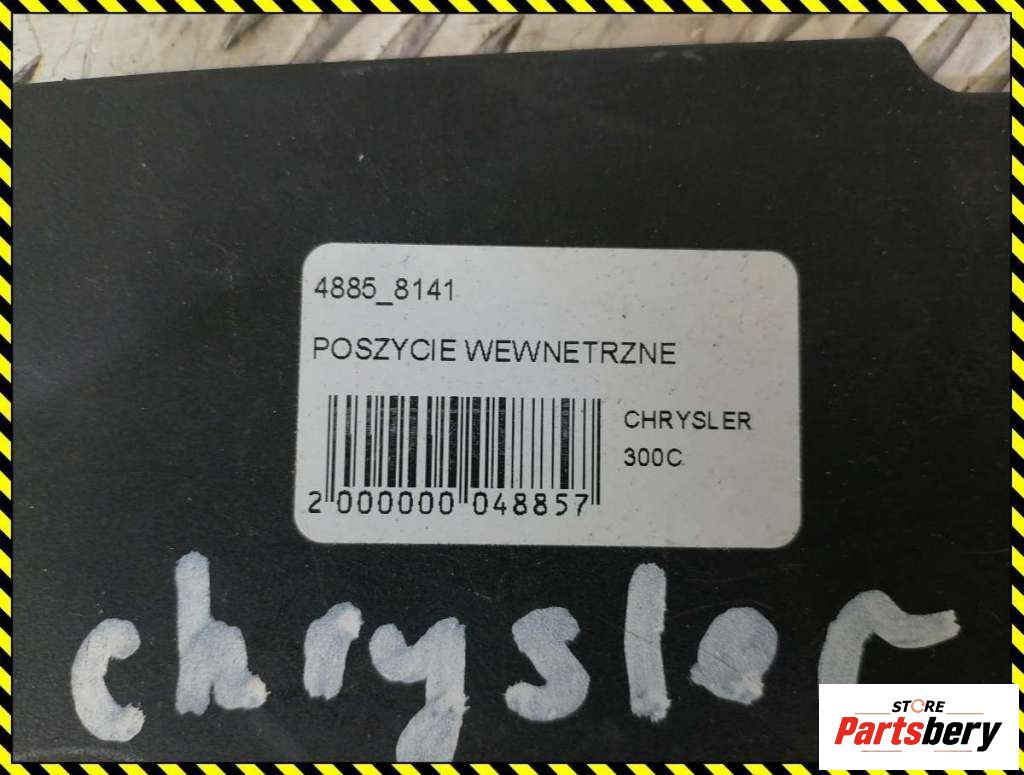 4885_8141
POSZYCIE WEWNETRZNE
CHRYSLER
300C
2 000000 048857
chrysler
STORE
Partsbery